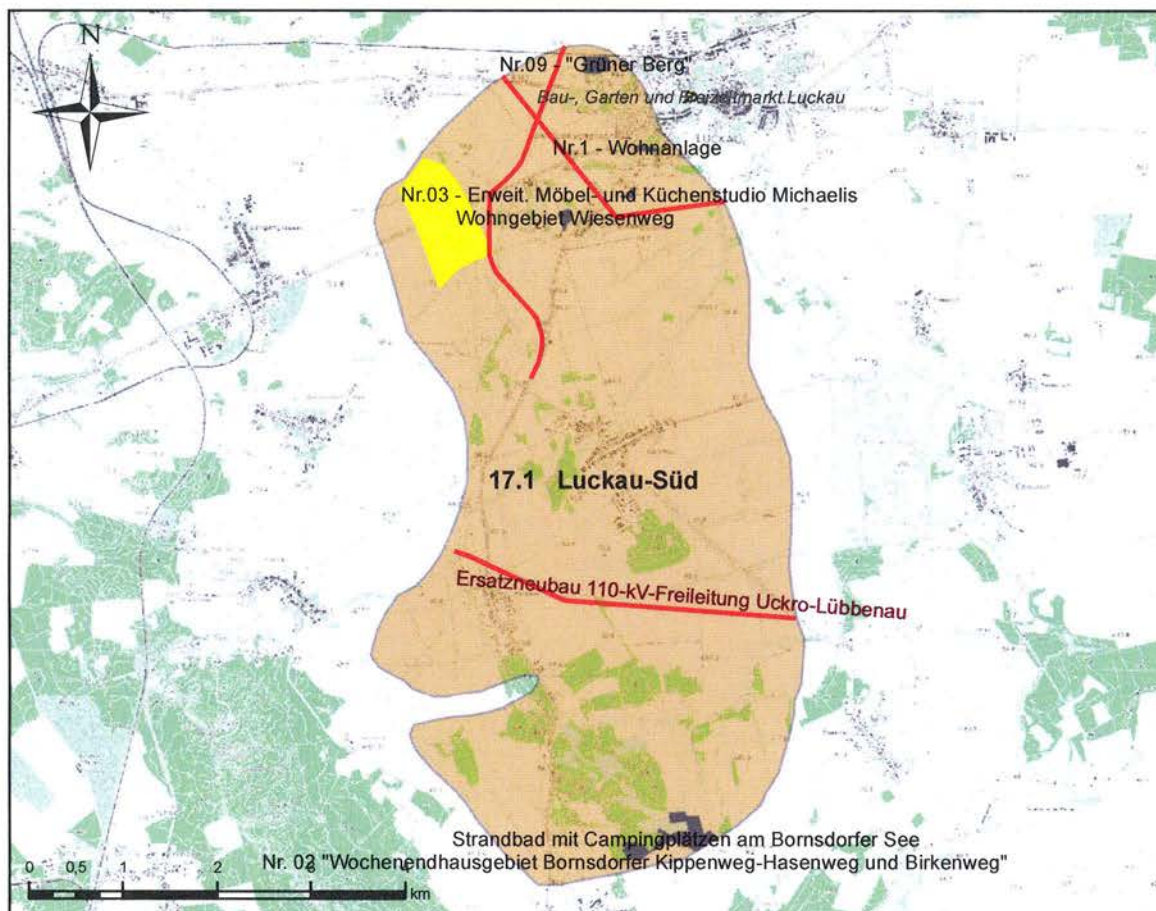 N
Nr.09 - "Grüner Berg"
Bau-, Garten und Freizeitmarkt.Luckau
Nr.1 - Wohnanlage
Nr.03 - Erweit. Möbel- und Küchenstudio Michaelis
Wohngebiet Wiesenweg
17.1 Luckau-Süd
Ersatzneubau 110-kV-Freileitung Uckro-Lübbenau
Strandbad mit Campingplätzen am Bornsdorfer See
Nr. 02 "Wochenendhausgebiet Bornsdorfer Kippenweg-Hasenweg und Birkenweg"
0 0,5 1 2 3 4
km